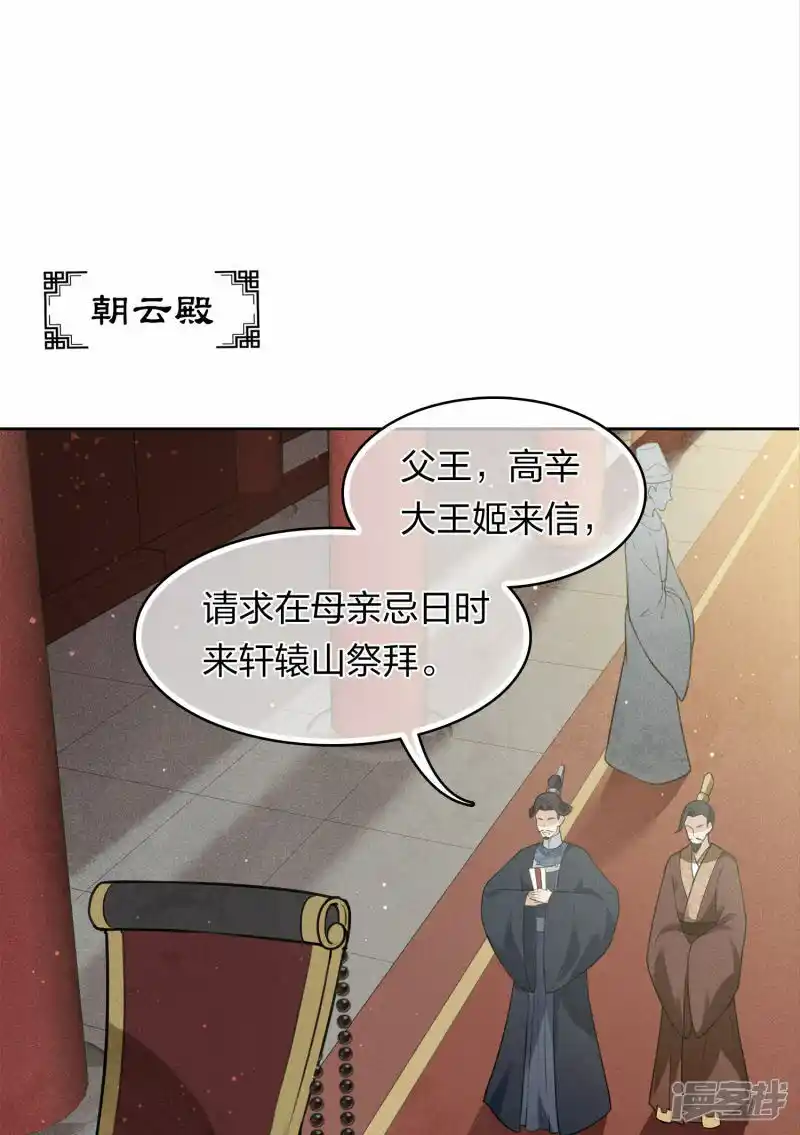 朝云殿
父王，高辛
大王姬来信，
请求在母亲忌日时
来轩辕山祭拜。
漫客栈